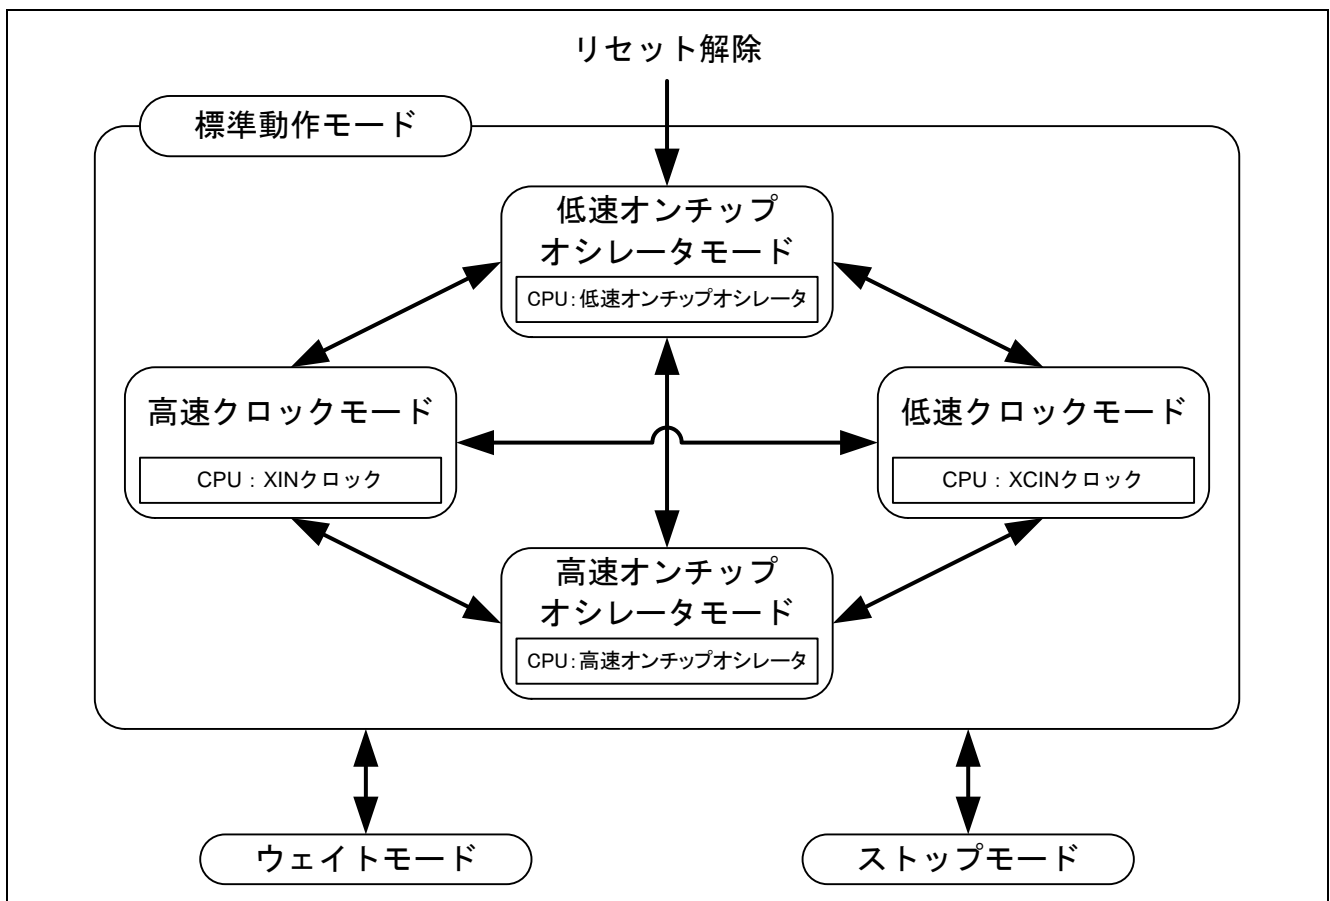 リセット解除
標準動作モード
低速オンチップ
オシレータモード
CPU:低速オンチップオシレータ
高速クロックモード
CPU:XINクロック
低速クロックモード
CPU:XCINクロック
高速オンチップ
オシレータモード
CPU:高速オンチップオシレータ
ウェイトモード
ストップモード